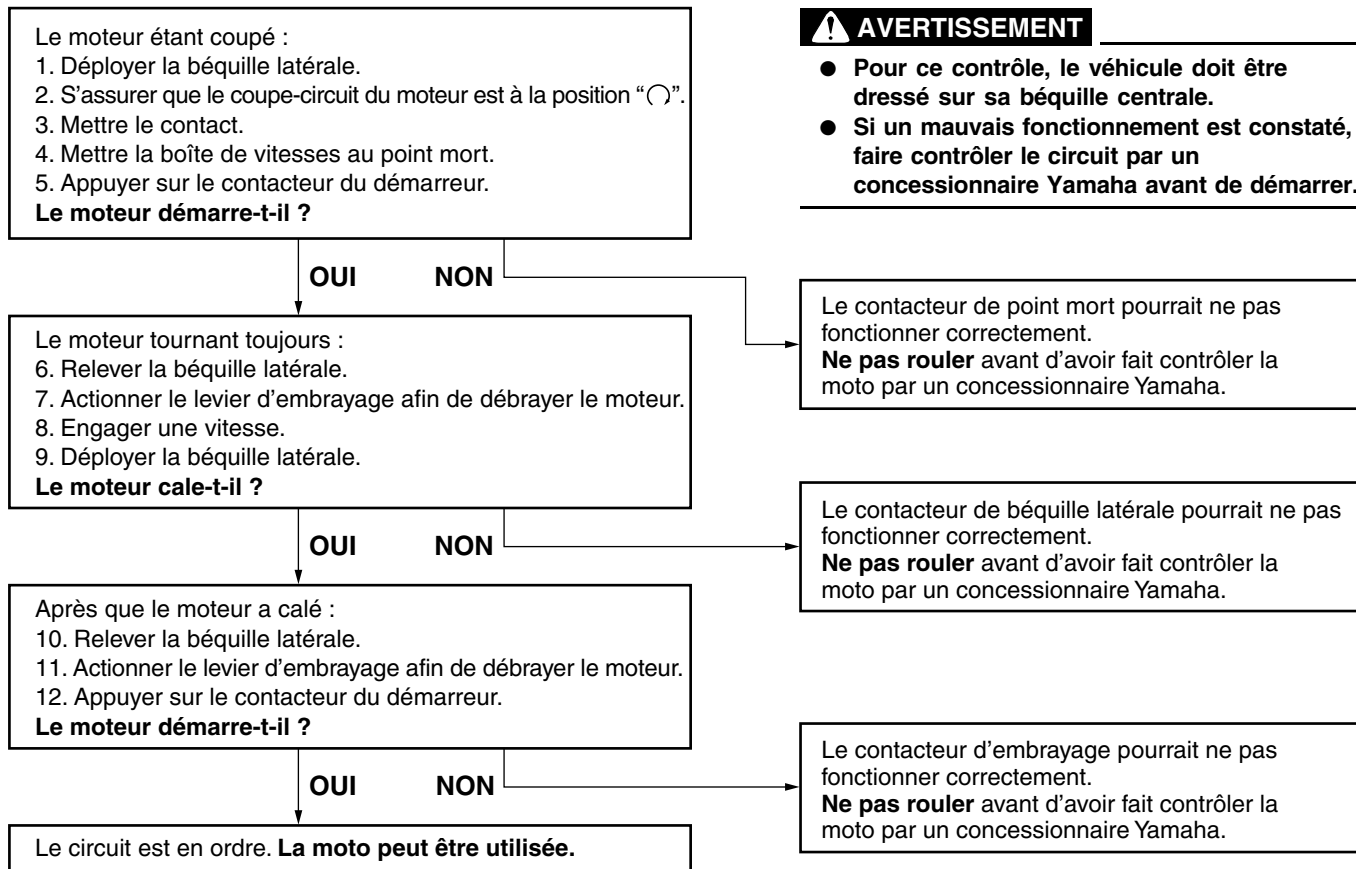 Le moteur étant coupé :
1. Déployer la béquille latérale.
2. S’assurer que le coupe-circuit du moteur est à la position “○”.
3. Mettre le contact.
4. Mettre la boîte de vitesses au point mort.
5. Appuyer sur le contacteur du démarreur.
Le moteur démarre-t-il ?
AVERTISSEMENT
● Pour ce contrôle, le véhicule doit être
dressé sur sa béquille centrale.
● Si un mauvais fonctionnement est constaté,
faire contrôler le circuit par un
concessionnaire Yamaha avant de démarrer.
OUI NON
Le contacteur de point mort pourrait ne pas
fonctionner correctement.
Ne pas rouler avant d’avoir fait contrôler la
moto par un concessionnaire Yamaha.
Le moteur tournant toujours :
6. Relever la béquille latérale.
7. Actionner le levier d’embrayage afin de débrayer le moteur.
8. Engager une vitesse.
9. Déployer la béquille latérale.
Le moteur cale-t-il ?
OUI NON
Le contacteur de béquille latérale pourrait ne pas
fonctionner correctement.
Ne pas rouler avant d’avoir fait contrôler la
moto par un concessionnaire Yamaha.
Après que le moteur a calé :
10. Relever la béquille latérale.
11. Actionner le levier d’embrayage afin de débrayer le moteur.
12. Appuyer sur le contacteur du démarreur.
Le moteur démarre-t-il ?
OUI NON
Le contacteur d’embrayage pourrait ne pas
fonctionner correctement.
Ne pas rouler avant d’avoir fait contrôler la
moto par un concessionnaire Yamaha.
Le circuit est en ordre. La moto peut être utilisée.